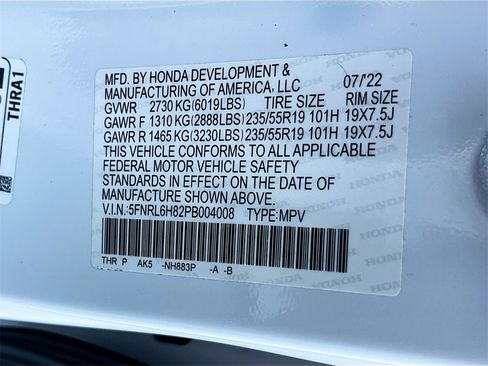 THRA1
MFD. BY HONDA DEVELOPMENT &
MANUFACTURING OF AMERICA, LLC 07/22
GVWR 2730 KG(6019LBS) TIRE SIZE RIM SIZE
GAWR F 1310 KG(2888LBS) 235/55R19 101H 19X7.5J
GAWR R 1465 KG(3230LBS) 235/55R19 101H 19X7.5J
THIS VEHICLE CONFORMS TO ALL APPLICABLE
FEDERAL MOTOR VEHICLE SAFETY
STANDARDS IN EFFECT ON THE DATE OF
MANUFACTURE SHOWN ABOVE.
V.I.N.:5FNRL6H82PB004008 TYPE:MPV
THR P AK5 -NH883P -A -B
HONDA HONDA HONDA